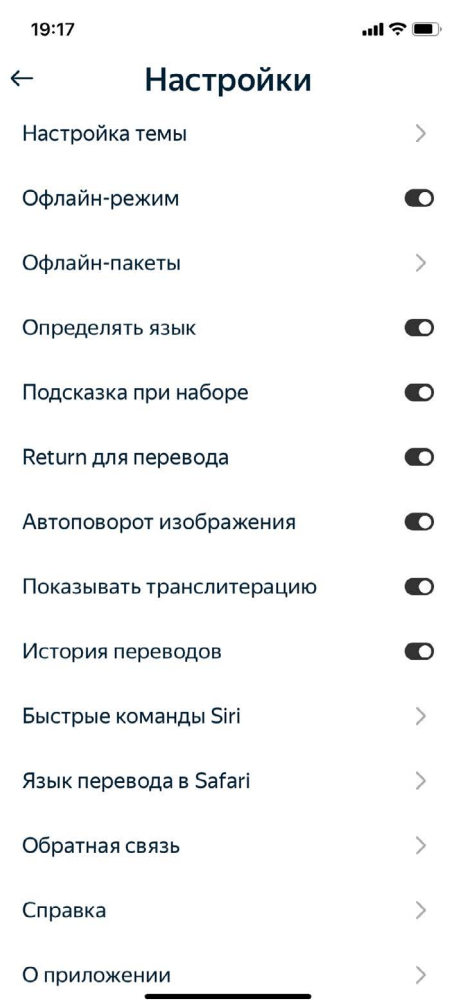 19:17
Настройки
Настройка темы
Офлайн-режим
Офлайн-пакеты
Определять язык
Подсказка при наборе
Return для перевода
Автоповорот изображения
Показывать транслитерацию
История переводов
Быстрые команды Siri
Язык перевода в Safari
Обратная связь
Справка
О приложении